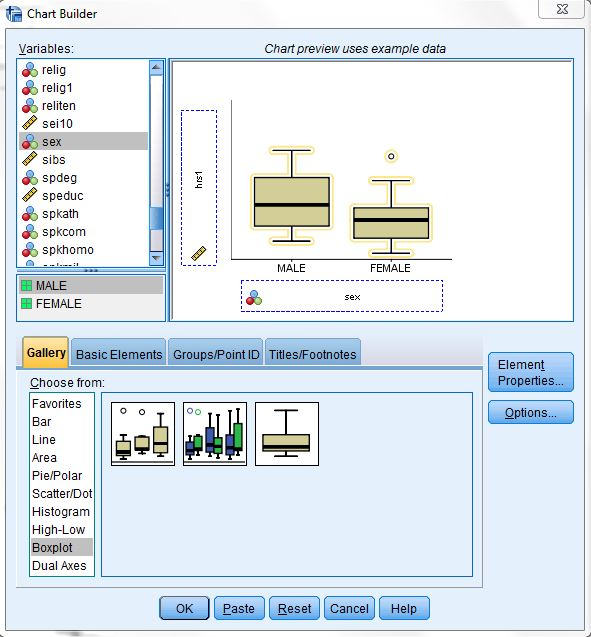 Chart Builder
Variables:
Chart preview uses example data
relig
relig1
reliten
sei10
sex
sibs
spdeg
speduc
spkath
spkcom
spkhomo
MALE
FEMALE
hrs1
MALE FEMALE
sex
Gallery Basic Elements Groups/Point ID Titles/Footnotes
Choose from:
Favorites
Bar
Line
Area
Pie/Polar
Scatter/Dot
Histogram
High-Low
Boxplot
Dual Axes
Element
Properties...
Options...
OK Paste Reset Cancel Help